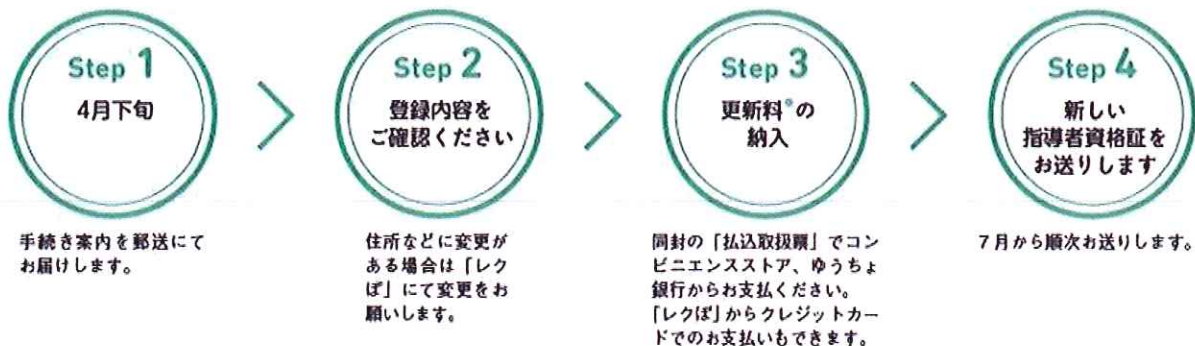 Step 1
4月下旬
手続き案内を郵送にて
お届けします。
Step 2
登録内容を
ご確認ください
住所などに変更が
ある場合は「レク
ぽ」にて変更をお
願いします。
Step 3
更新料*の
納入
同封の「払込取扱票」でコン
ビニエンスストア、ゆうちょ
銀行からお支払ください。
「レクぽ」からクレジットカー
ドでのお支払いもできます。
Step 4
新しい
指導者資格証を
お送りします
7月から順次お送りします。